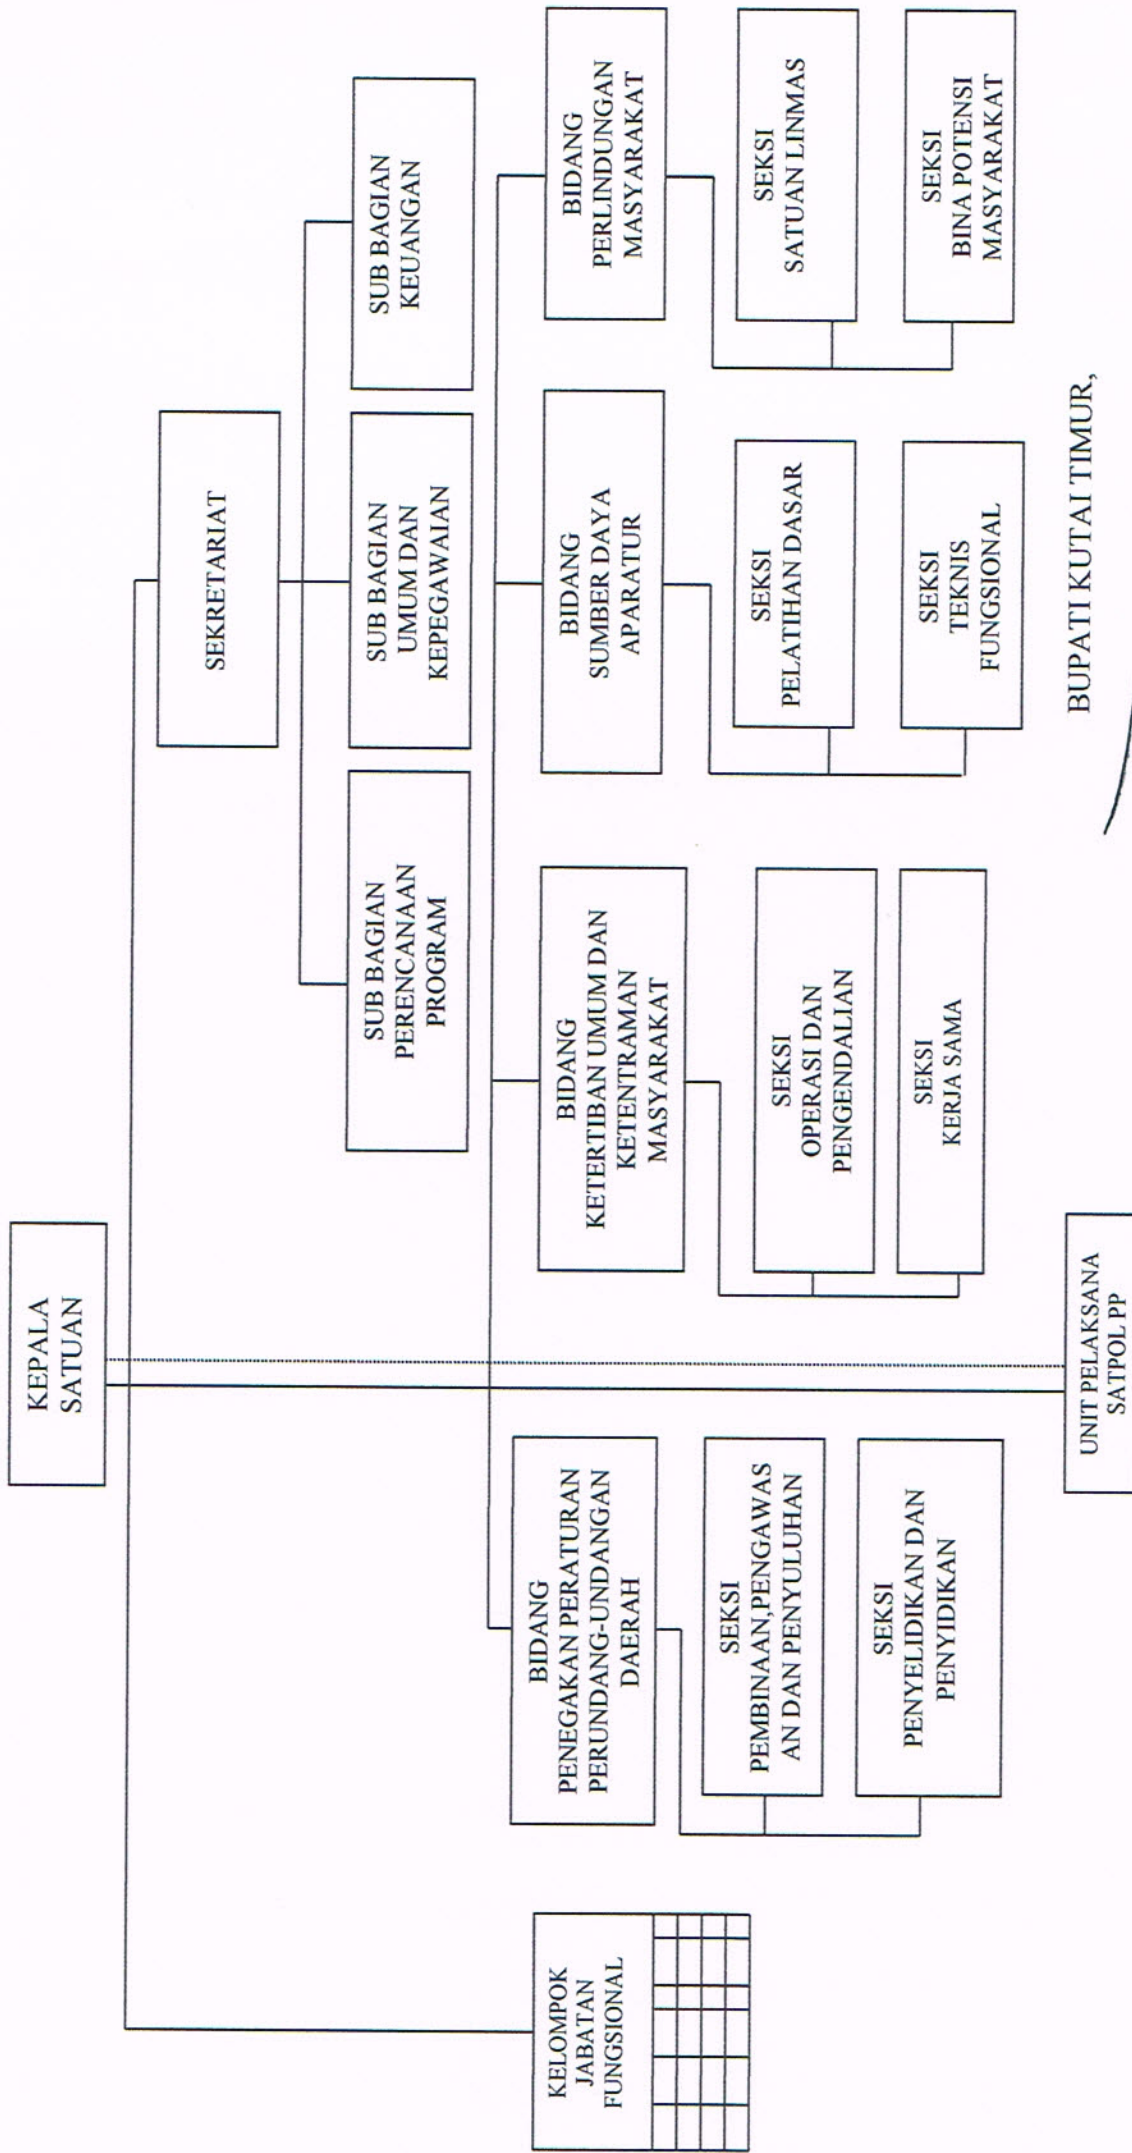 KEPALA
SATUAN
SEKRETARIAT
SUB BAGIAN
PERENCANAAN
PROGRAM
SUB BAGIAN
UMUM DAN
KEPEGAWAIAN
SUB BAGIAN
KEUANGAN
KELOMPOK
JABATAN
FUNGSIONAL
BIDANG
PENEGAKAN PERATURAN
PERUNDANG-UNDANGAN
DAERAH
BIDANG
KETERTIBAN UMUM DAN
KETENTRAMAN
MASYARAKAT
BIDANG
SUMBER DAYA
APARATUR
BIDANG
PERLINDUNGAN
MASYARAKAT
SEKSI
PEMBINAAN,PENGAWAS
AN DAN PENYULUHAN
SEKSI
OPERASI DAN
PENGENDALIAN
SEKSI
PELATIHAN DASAR
SEKSI
SATUAN LINMAS
SEKSI
PENYELIDIKAN DAN
PENYIDIKAN
SEKSI
KERJA SAMA
SEKSI
TEKNIS
FUNGSIONAL
SEKSI
BINA POTENSI
MASYARAKAT
UNIT PELAKSANA
SATPOL PP
BUPATI KUTAI TIMUR,